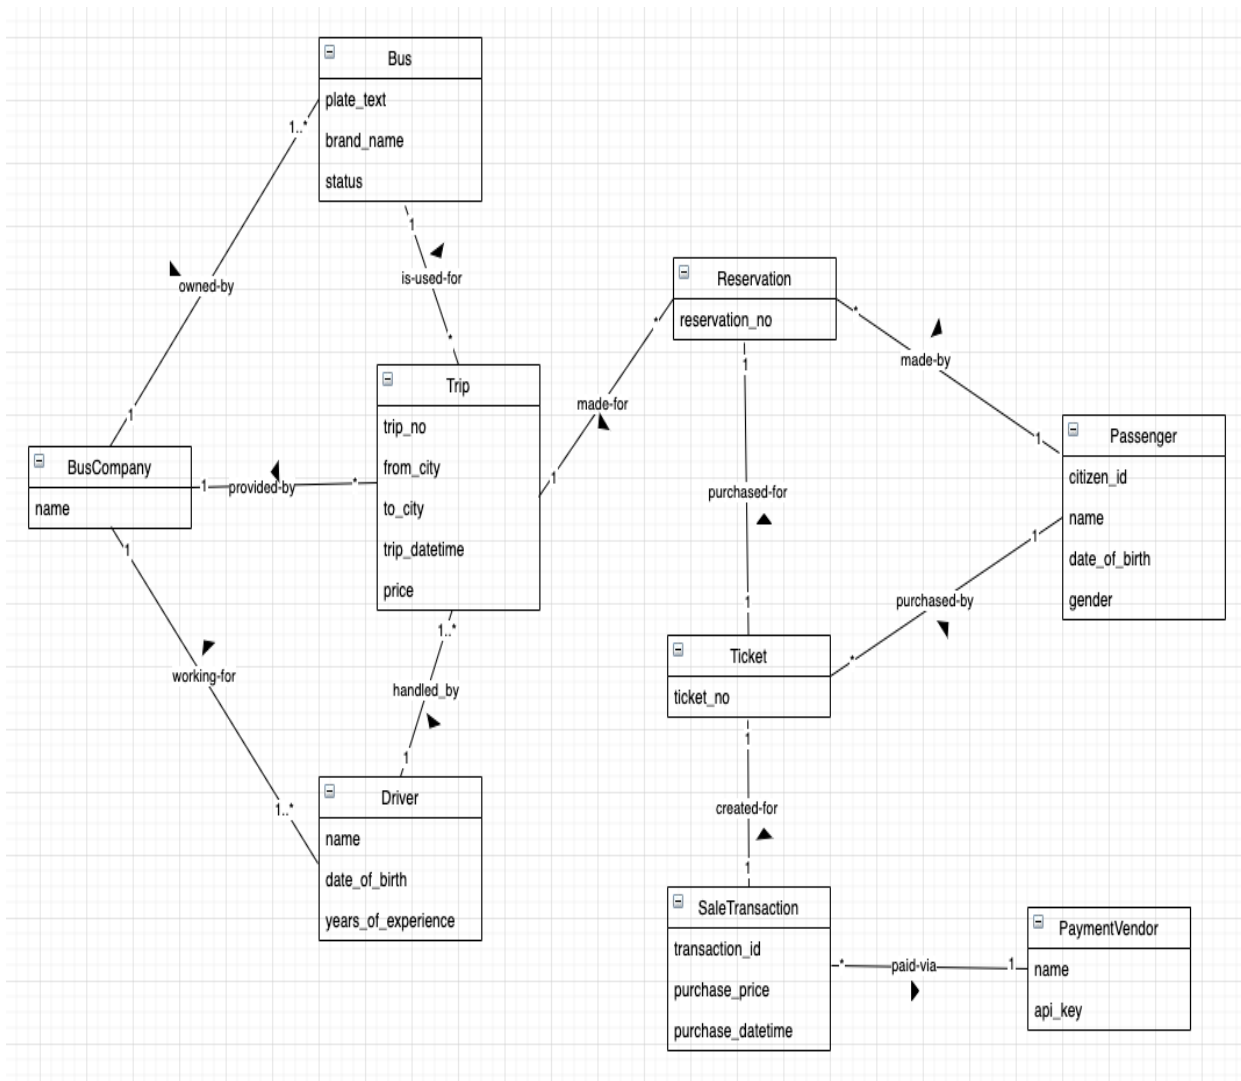 Bus
plate_text
brand_name
status
1..*
1
is-used-for
*
owned-by
1
Trip
trip_no
from_city
to_city
trip_datetime
price
BusCompany
name
1
provided-by
*
1
working-for
1..*
1..*
handled_by
1
Driver
name
date_of_birth
years_of_experience
Reservation
reservation_no
*
made-for
1
*
made-by
1
Passenger
citizen_id
name
date_of_birth
gender
1
purchased-for
1
1
purchased-by
*
Ticket
ticket_no
1
created-for
1
SaleTransaction
transaction_id
purchase_price
purchase_datetime
*
paid-via
1
PaymentVendor
name
api_key